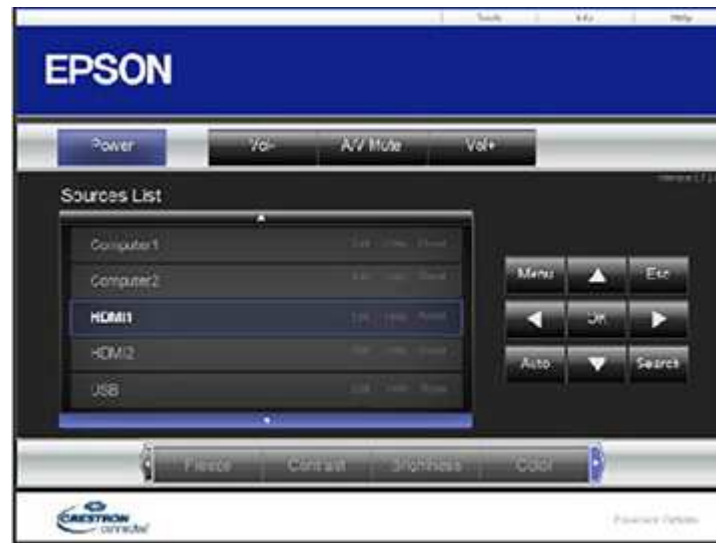 Tools Info Help
EPSON
Power Vol- A/V Mute Vol+
Sources List
Computer1
Computer2
HDMI1
HDMI2
USB
Menu Esc
OK
Auto Search
Freeze Contrast Brightness Color
CRESTRON
connected